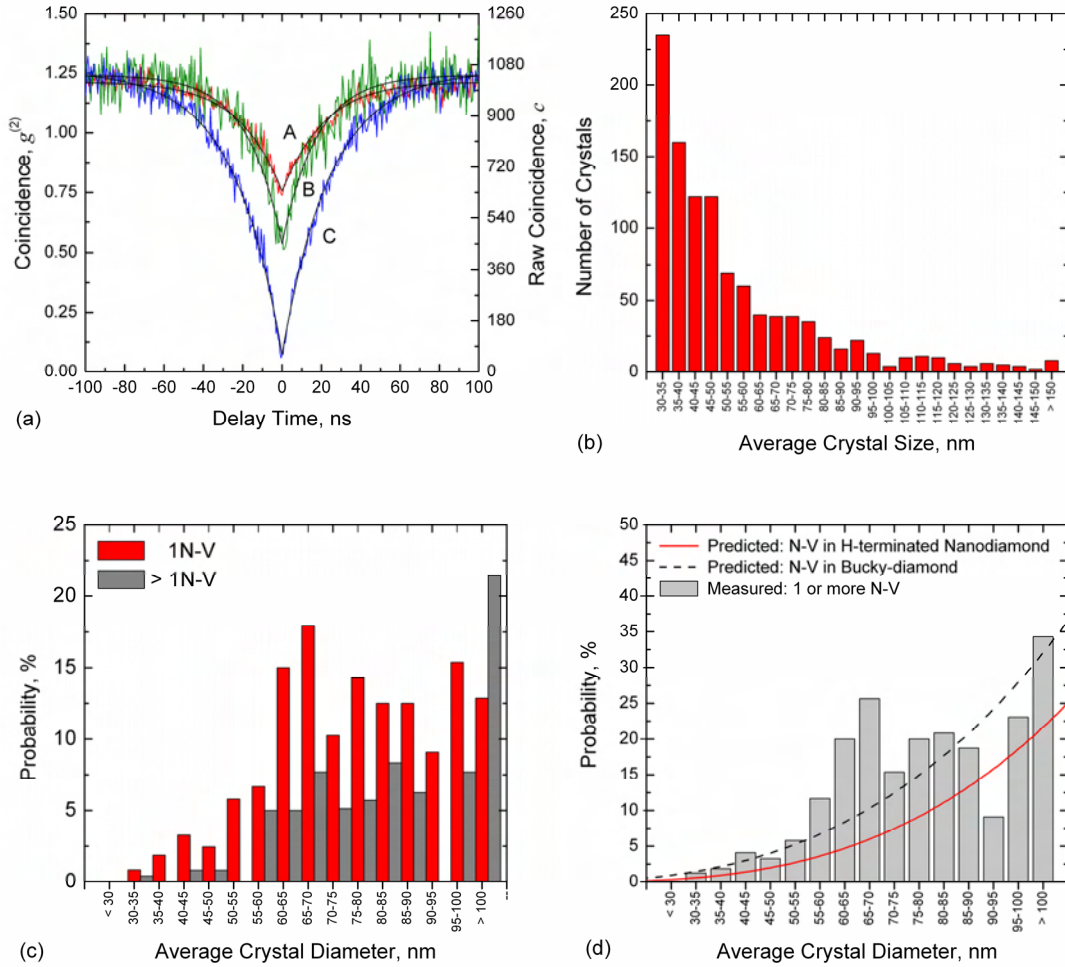 1.50
1.25
1.00
0.75
0.50
0.25
0.00
Coincidence, g(2)
1260
1080
900
720
540
360
180
0
Raw Coincidence, c
A
B
C
-100 -80 -60 -40 -20 0 20 40 60 80 100
Delay Time, ns
(a)
250
200
150
100
50
0
Number of Crystals
30-35 35-40 40-45 45-50 50-55 55-60 60-65 65-70 70-75 75-80 80-85 85-90 90-95 95-100 100-105 105-110 110-115 115-120 120-125 125-130 130-135 135-140 140-145 145-150 > 150
Average Crystal Size, nm
(b)
25
20
15
10
5
0
Probability, %
1N-V
> 1N-V
< 30 30-35 35-40 40-45 45-50 50-55 55-60 60-65 65-70 70-75 75-80 80-85 85-90 90-95 95-100 > 100 --
Average Crystal Diameter, nm
(c)
50
45
40
35
30
25
20
15
10
5
0
Probability, %
Predicted: N-V in H-terminated Nanodiamond
Predicted: N-V in Bucky-diamond
Measured: 1 or more N-V
< 30 30-35 35-40 40-45 45-50 50-55 55-60 60-65 65-70 70-75 75-80 80-85 85-90 90-95 95-100 > 100
Average Crystal Diameter, nm
(d)